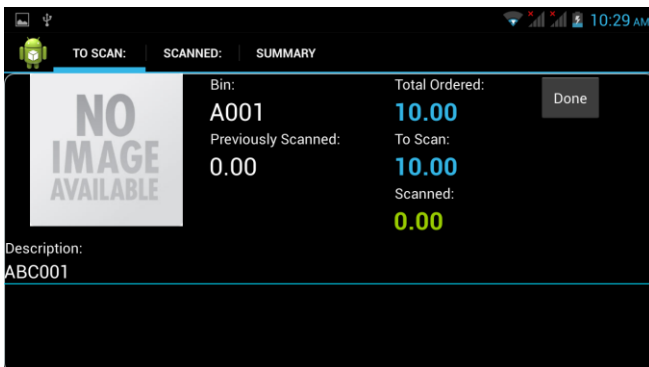 10:29 AM
TO SCAN: SCANNED: SUMMARY
NO
IMAGE
AVAILABLE
Bin:
A001
Previously Scanned:
0.00
Total Ordered:
10.00
To Scan:
10.00
Scanned:
0.00
Done
Description:
ABC001